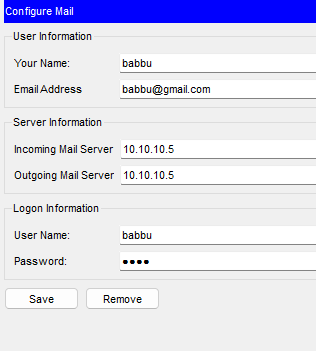 Configure Mail
User Information
Your Name: babbu
Email Address babbu@gmail.com
Server Information
Incoming Mail Server 10.10.10.5
Outgoing Mail Server 10.10.10.5
Logon Information
User Name: babbu
Password: ●●●●
Save Remove